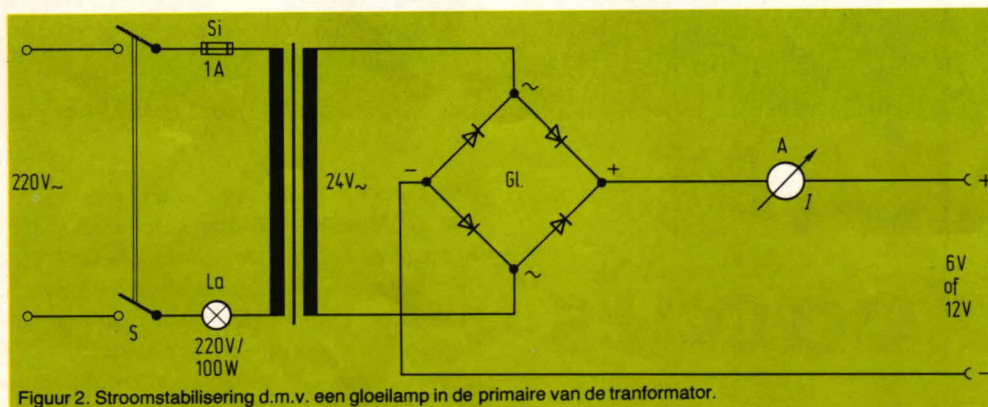 Si
1A
220V~
24V~
~
-
Gl.
+
~
A
I
+
6V
of
12V
-
La
S
220V/
100W
Figuur 2. Stroomstabilisering d.m.v. een gloeilamp in de primaire van de tranformator.